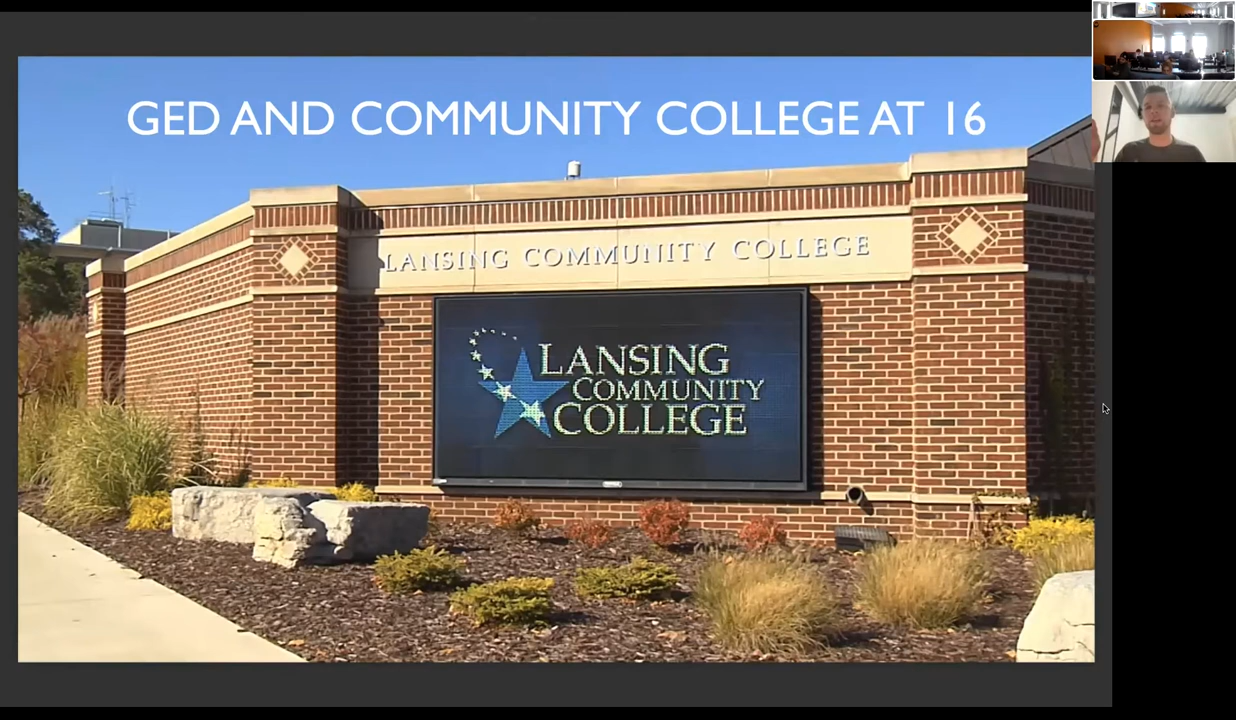 GED AND COMMUNITY COLLEGE AT 16
LANSING COMMUNITY COLLEGE
LANSING
COMMUNITY
COLLEGE